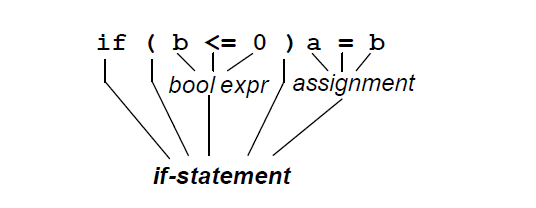 if ( b <= 0 ) a = b
bool expr assignment
if-statement